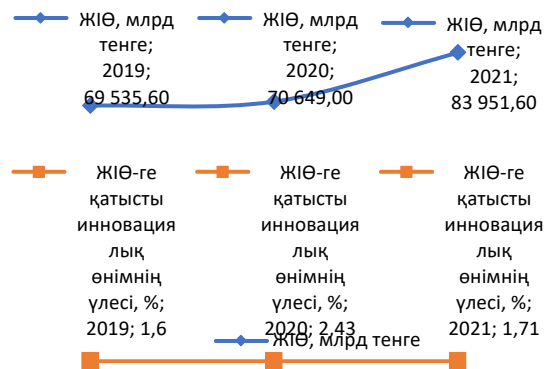 ЖІӨ, млрд
тенге;
2019;
69 535,60
ЖІӨ, млрд
тенге;
2020;
70 649,00
ЖІӨ, млрд
тенге;
2021;
83 951,60
ЖІӨ-ге
қатысты
инновация
лық
өнімнің
үлесі, %;
2019; 1,6
ЖІӨ-ге
қатысты
инновация
лық
өнімнің
үлесі, %;
2020; 2,43
ЖІӨ-ге
қатысты
инновация
лық
өнімнің
үлесі, %;
2021; 1,71
ЖІӨ, млрд тенге